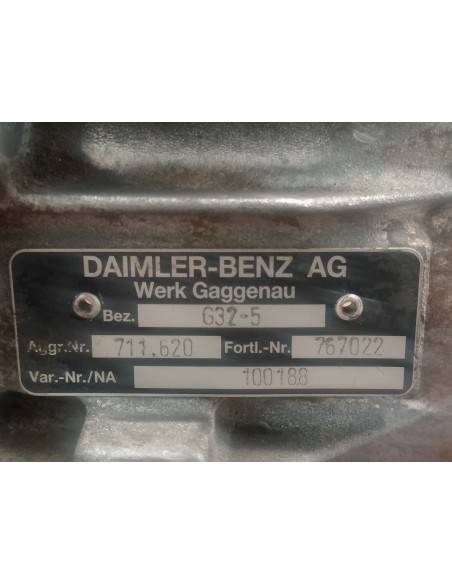 DAIMLER-BENZ AG
Werk Gaggenau
Bez. G32-5
Aggr.Nr. 711.620 Fortl.-Nr. 767022
Var.-Nr./NA 100188